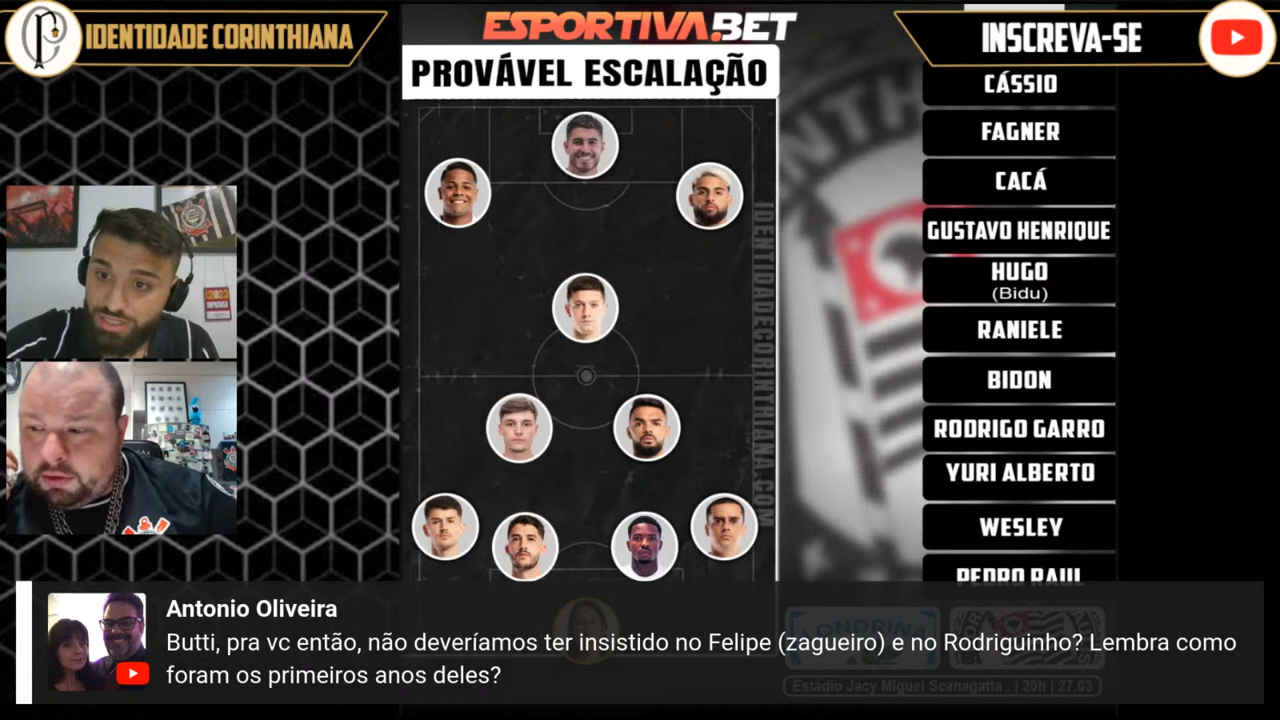 IDENTIDADE CORINTHIANA
ESPORTIVA.BET
INSCREVA-SE
PROVÁVEL ESCALAÇÃO
CÁSSIO
FAGNER
CACÁ
GUSTAVO HENRIQUE
HUGO
(Bidu)
RANIELE
BIDON
RODRIGO GARRO
YURI ALBERTO
WESLEY
PEDRO RAUL
IDENTIDADECORINTHIANA.COM
LONDRINA
Estádio Jacy Miguel Scanagatta . | 20h | 27.03
Antonio Oliveira
Butti, pra vc então, não deveríamos ter insistido no Felipe (zagueiro) e no Rodriguinho? Lembra como
foram os primeiros anos deles?